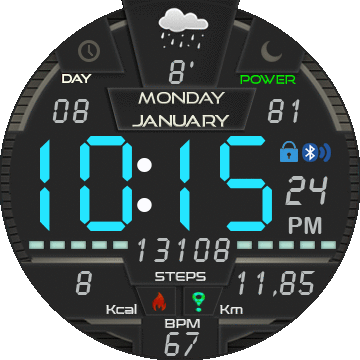 8'
DAY
POWER
08
MONDAY
81
JANUARY
10:15
24
PM
13108
8
STEPS
11,85
Kcal
Km
BPM
67